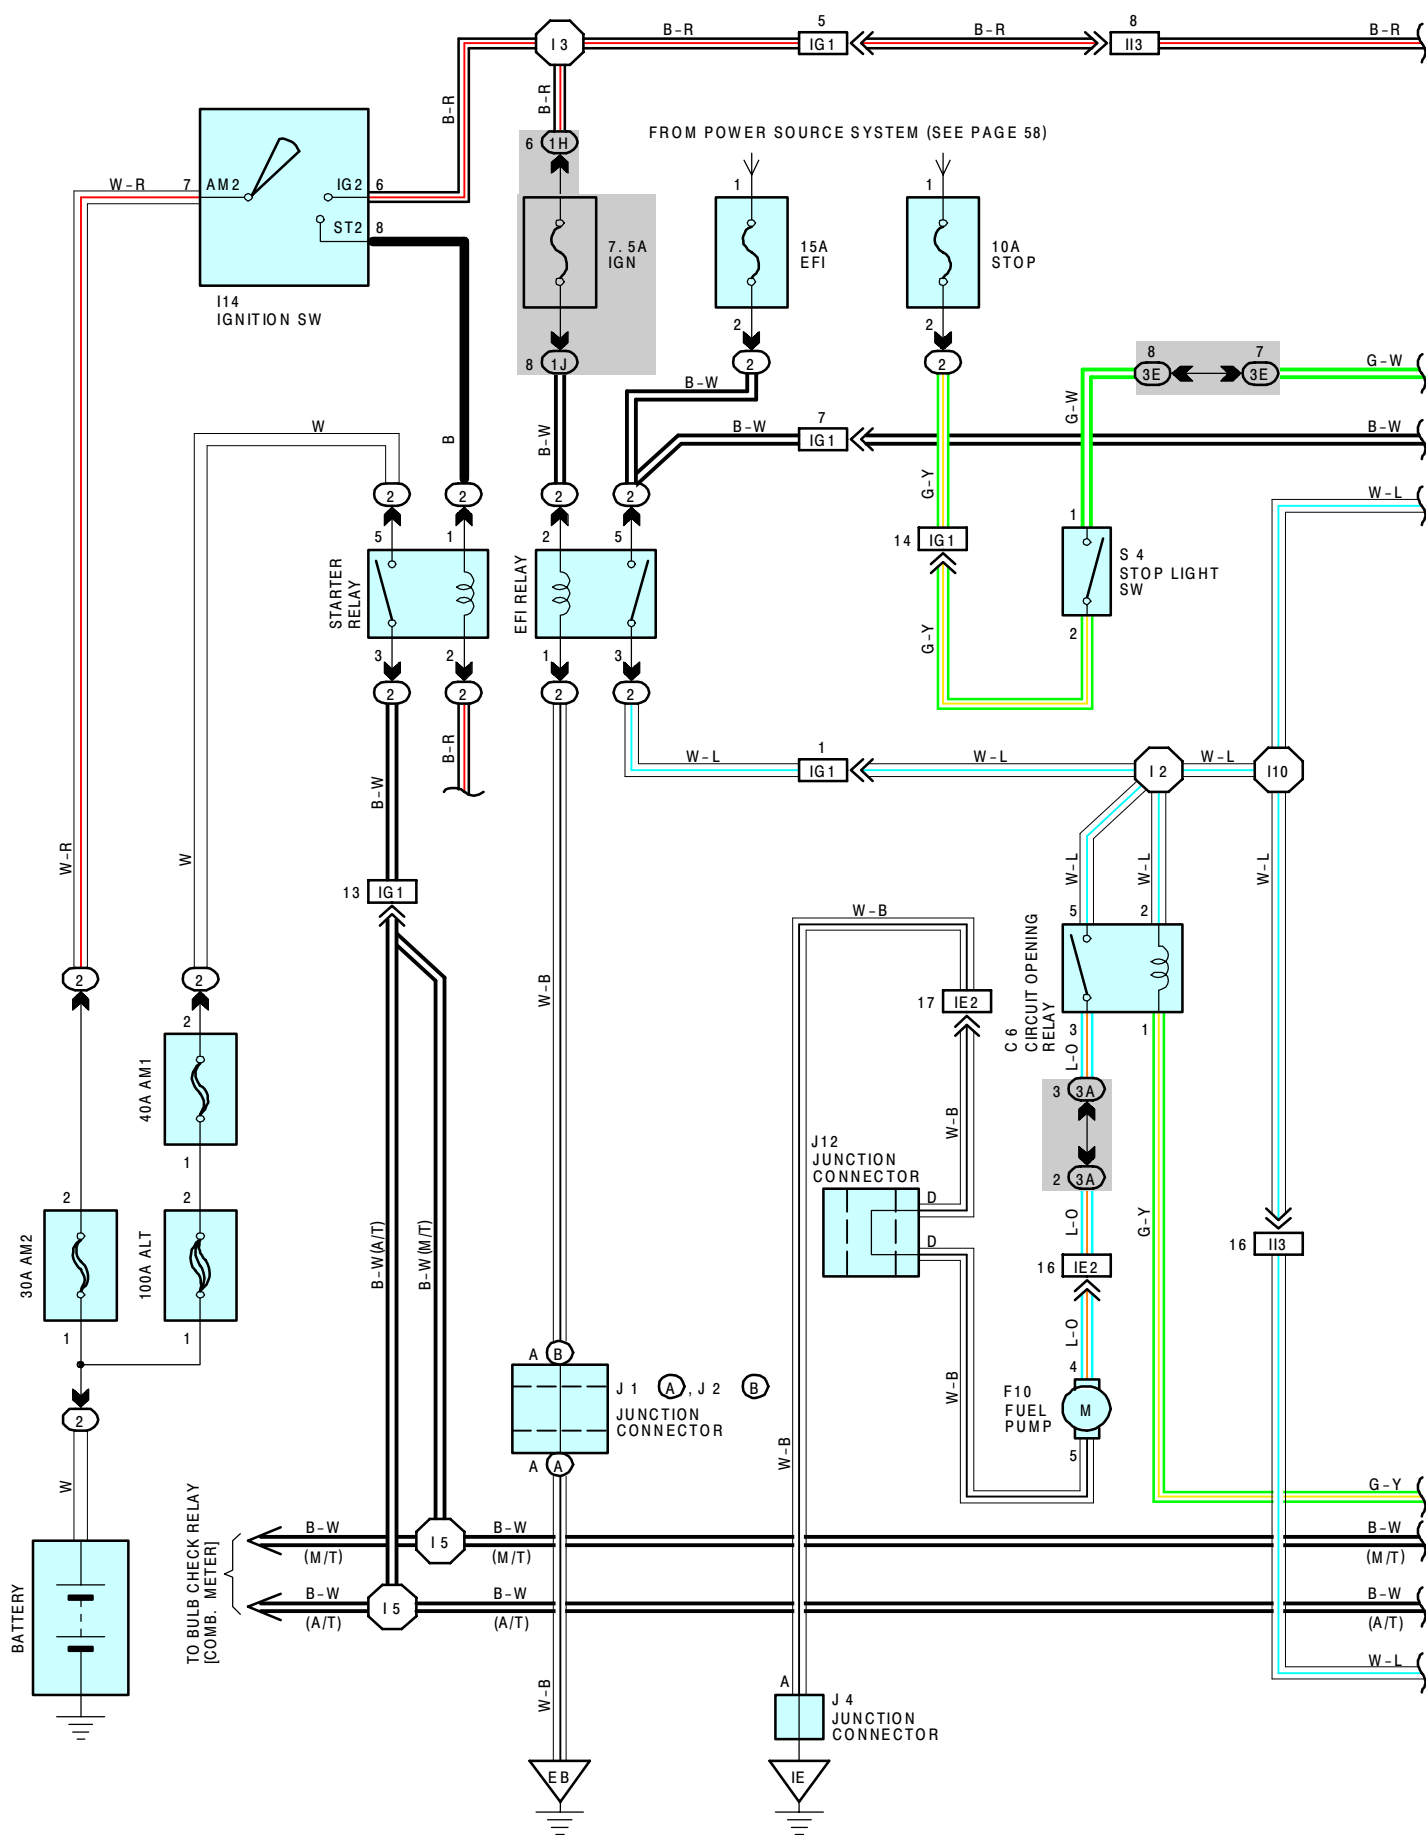 B-R
5
IG1
B-R
8
II3
B-R
I3
B-R
B-R
FROM POWER SOURCE SYSTEM (SEE PAGE 58)
6
1H
W-R
7
AM2
IG2
6
ST2
8
I14
IGNITION SW
7.5A
IGN
1
15A
EFI
2
1
10A
STOP
2
8
1J
2
2
8
3E
7
3E
G-W
B-W
B-W
7
IG1
B-W
G-W
W
B
B-W
G-Y
W-L
2
2
2
2
5
1
2
5
14
IG1
1
STARTER
RELAY
EFI RELAY
S4
STOP LIGHT
SW
3
2
1
3
2
G-Y
2
2
2
2
B-R
B-W
W-L
1
IG1
W-L
I2
W-L
I10
W-R
W
13
IG1
W-L
W-L
W-L
5
2
W-B
C6
CIRCUIT OPENING
RELAY
3
1
2
2
W-B
17
IE2
L-O
3
3A
2
40A AM1
1
W-B
J12
JUNCTION
CONNECTOR
D
D
2
3A
2
30A AM2
1
2
100A ALT
1
B-W(A/T)
B-W(M/T)
L-O
G-Y
16
IE2
16
II3
L-O
4
A
B
J1
A
, J2
B
JUNCTION
CONNECTOR
A
A
W-B
F10
FUEL
PUMP
M
5
2
W
W-B
G-Y
TO BULB CHECK RELAY
[COMB. METER]
B-W
(M/T)
I5
B-W
(M/T)
B-W
(M/T)
B-W
(A/T)
I5
B-W
(A/T)
B-W
(A/T)
BATTERY
W-L
W-B
A
J4
JUNCTION
CONNECTOR
EB
IE